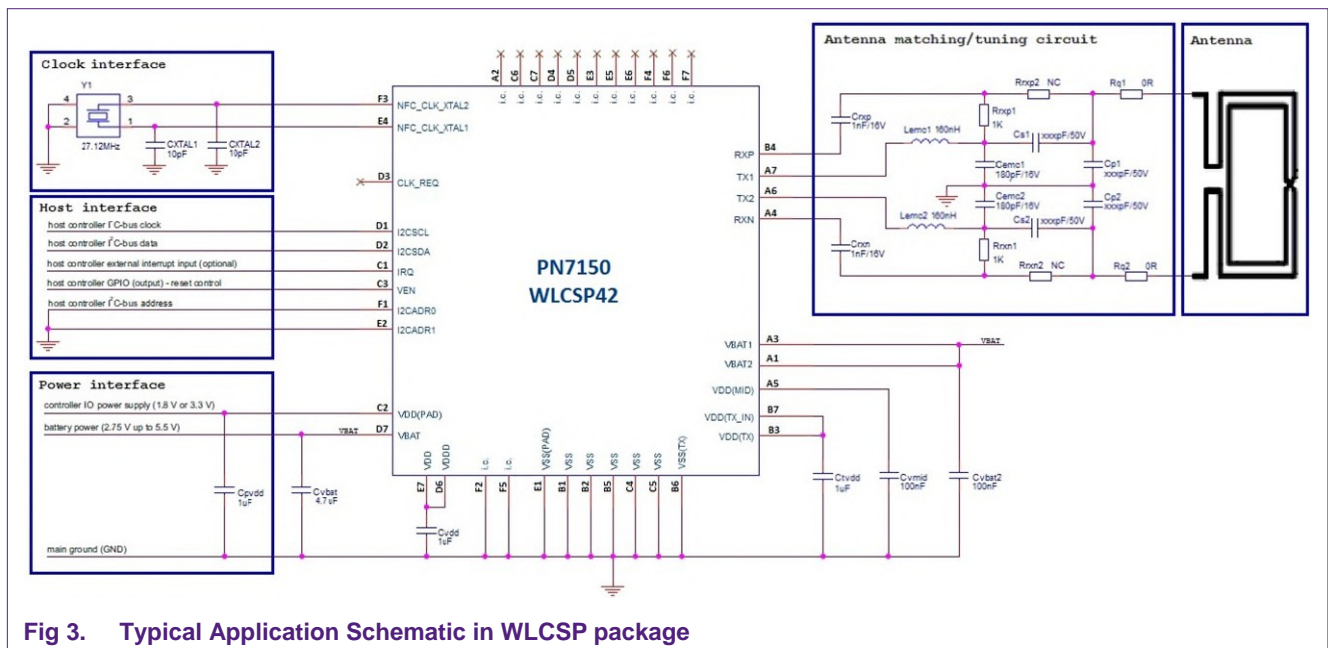 Clock interface
Y1
4
3
2
1
27.12MHz
CXTAL1
10pF
CXTAL2
10pF
F3
NFC_CLK_XTAL2
E4
NFC_CLK_XTAL1
D3
CLK_REQ
A2
C6
C7
D4
D5
E3
E5
E6
F4
F6
F7
i.c.
i.c.
i.c.
i.c.
i.c.
i.c.
i.c.
i.c.
i.c.
i.c.
i.c.
Host interface
host controller I²C-bus clock
D1
I2CSCL
host controller I²C-bus data
D2
I2CSDA
host controller external interrupt input (optional)
C1
IRQ
host controller GPIO (output) - reset control
C3
VEN
host controller I²C-bus address
F1
I2CADR0
E2
I2CADR1
PN7150
WLCSP42
Power interface
controller IO power supply (1.8 V or 3.3 V)
C2
VDD(PAD)
battery power (2.75 V up to 5.5 V)
VBAT
D7
VBAT
Cpvdd
1uF
Cvbat
4.7uF
main ground (GND)
VDD
VDDD
i.c.
i.c.
VSS(PAD)
VSS
VSS
VSS
VSS
VSS
VSS(TX)
E7
D6
F2
F5
E1
B1
B2
B5
C4
C5
B6
Cvdd
1uF
Antenna matching/tuning circuit
Rrxp2 NC
Rq1 0R
Crxp
1nF/16V
Rrxp1
1K
Lemc1 160nH
Cs1 xxxpF/50V
RXP
B4
TX1
A7
TX2
A6
RXN
A4
Cemc1
180pF/16V
Cp1
xxxpF/50V
Cemc2
180pF/16V
Cp2
xxxpF/50V
Lemc2 160nH
Cs2 xxxpF/50V
Crxn
1nF/16V
Rrxn1
1K
Rrxn2 NC
Rq2 0R
Antenna
VBAT1
A3
VBAT
VBAT2
A1
VDD(MID)
A5
VDD(TX_IN)
B7
VDD(TX)
B3
Ctvdd
1uF
Cvmid
100nF
Cvbat2
100nF
Fig 3. Typical Application Schematic in WLCSP package